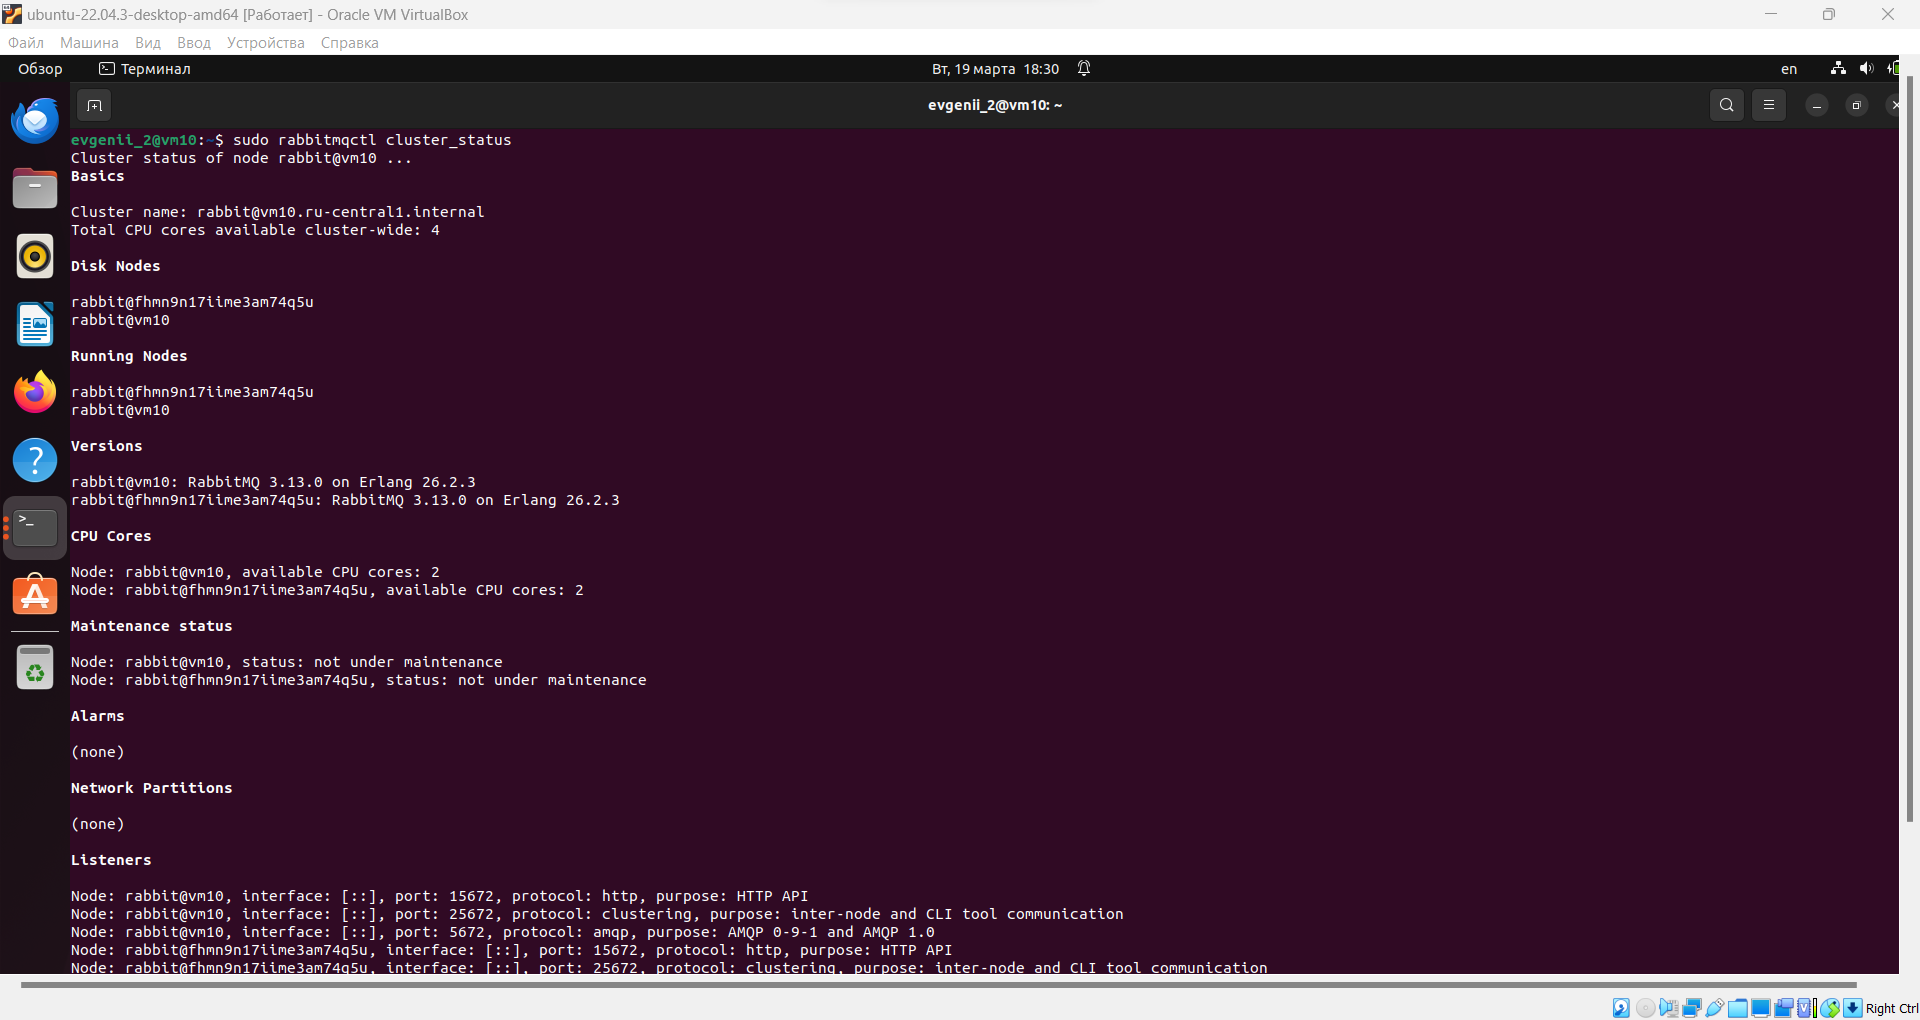 ubuntu-22.04.3-desktop-amd64 [Работает] - Oracle VM VirtualBox
Файл Машина Вид Ввод Устройства Справка
Обзор Терминал Вт, 19 марта 18:30 en
evgenii_2@vm10: ~
evgenii_2@vm10:~$ sudo rabbitmqctl cluster_status
Cluster status of node rabbit@vm10 ...
Basics
Cluster name: rabbit@vm10.ru-central1.internal
Total CPU cores available cluster-wide: 4
Disk Nodes
rabbit@fhmn9n17iime3am74q5u
rabbit@vm10
Running Nodes
rabbit@fhmn9n17iime3am74q5u
rabbit@vm10
Versions
rabbit@vm10: RabbitMQ 3.13.0 on Erlang 26.2.3
rabbit@fhmn9n17iime3am74q5u: RabbitMQ 3.13.0 on Erlang 26.2.3
CPU Cores
Node: rabbit@vm10, available CPU cores: 2
Node: rabbit@fhmn9n17iime3am74q5u, available CPU cores: 2
Maintenance status
Node: rabbit@vm10, status: not under maintenance
Node: rabbit@fhmn9n17iime3am74q5u, status: not under maintenance
Alarms
(none)
Network Partitions
(none)
Listeners
Node: rabbit@vm10, interface: [::], port: 15672, protocol: http, purpose: HTTP API
Node: rabbit@vm10, interface: [::], port: 25672, protocol: clustering, purpose: inter-node and CLI tool communication
Node: rabbit@vm10, interface: [::], port: 5672, protocol: amqp, purpose: AMQP 0-9-1 and AMQP 1.0
Node: rabbit@fhmn9n17iime3am74q5u, interface: [::], port: 15672, protocol: http, purpose: HTTP API
Node: rabbit@fhmn9n17iime3am74q5u, interface: [::], port: 25672, protocol: clustering, purpose: inter-node and CLI tool communication
Right Ctrl